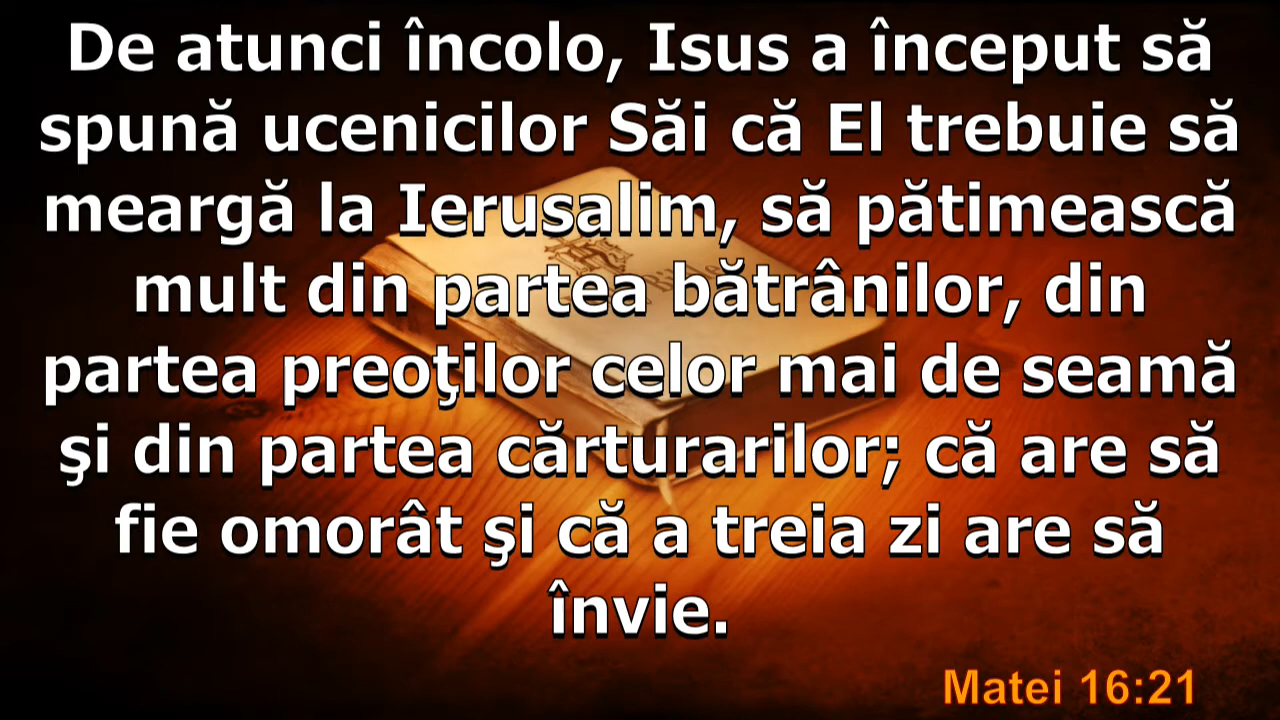 De atunci încolo, Isus a început să
spună ucenicilor Săi că El trebuie să
meargă la Ierusalim, să pătimească
mult din partea bătrânilor, din
partea preoţilor celor mai de seamă
şi din partea cărturarilor; că are să
fie omorât şi că a treia zi are să
învie.
Matei 16:21